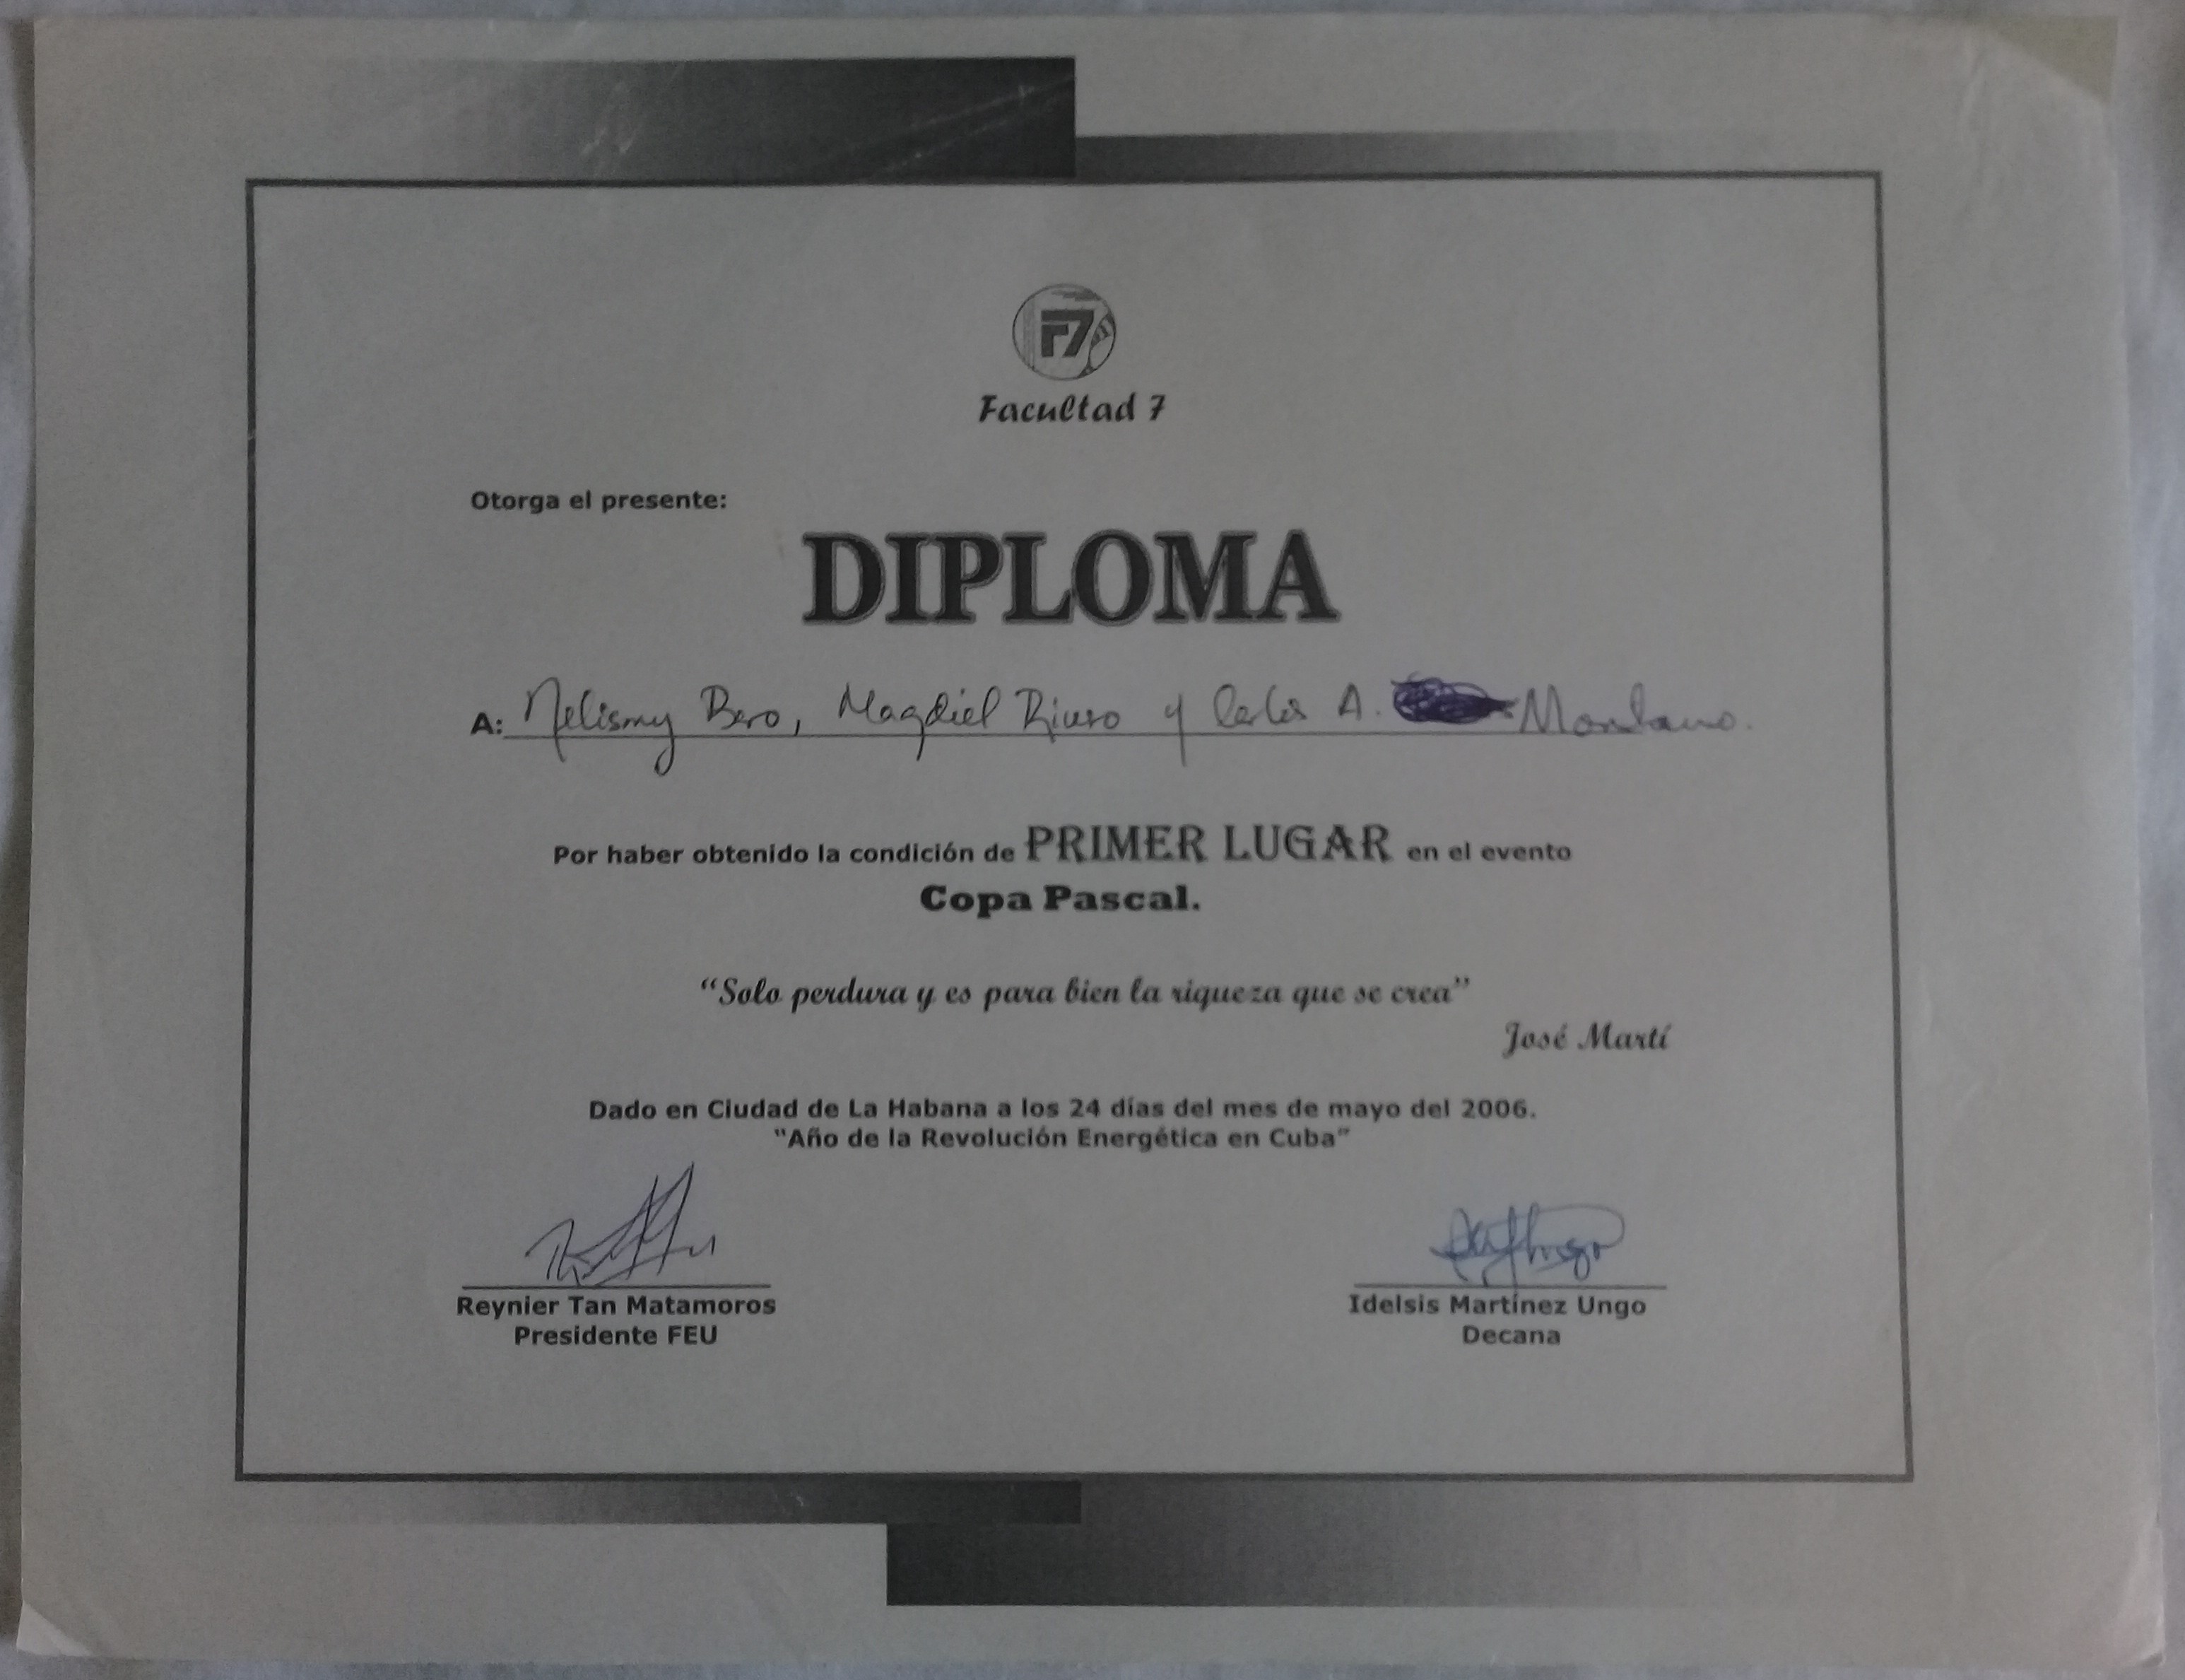 F7
Facultad 7
Otorga el presente:
DIPLOMA
A: Nelismy Bero, Magdiel Rivero y Carlos A. Montano.
Por haber obtenido la condición de PRIMER LUGAR en el evento
Copa Pascal.
“Solo perdura y es para bien la riqueza que se crea”
José Martí
Dado en Ciudad de La Habana a los 24 días del mes de mayo del 2006.
“Año de la Revolución Energética en Cuba”
Reynier Tan Matamoros
Presidente FEU
Idelsis Martínez Ungo
Decana